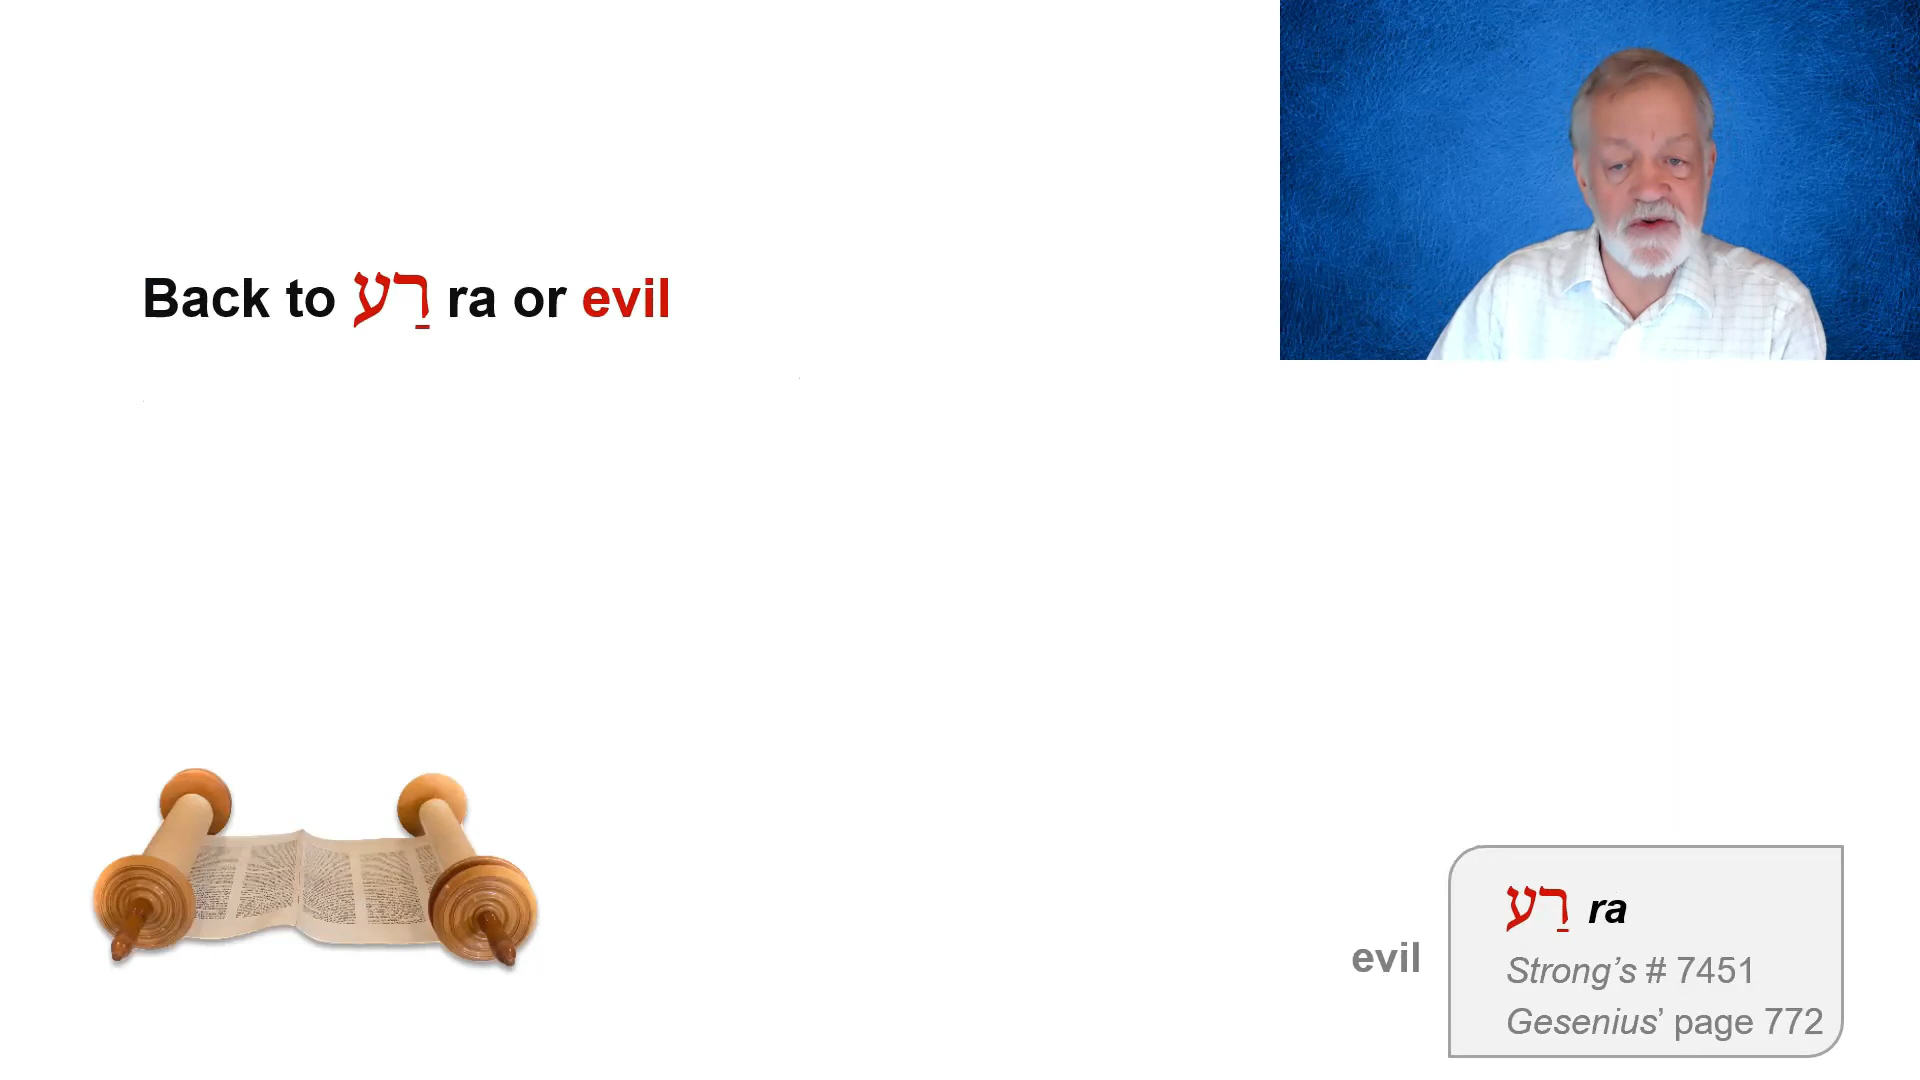 Back to רַע ra or evil
רַע ra
evil
Strong’s # 7451
Gesenius’ page 772